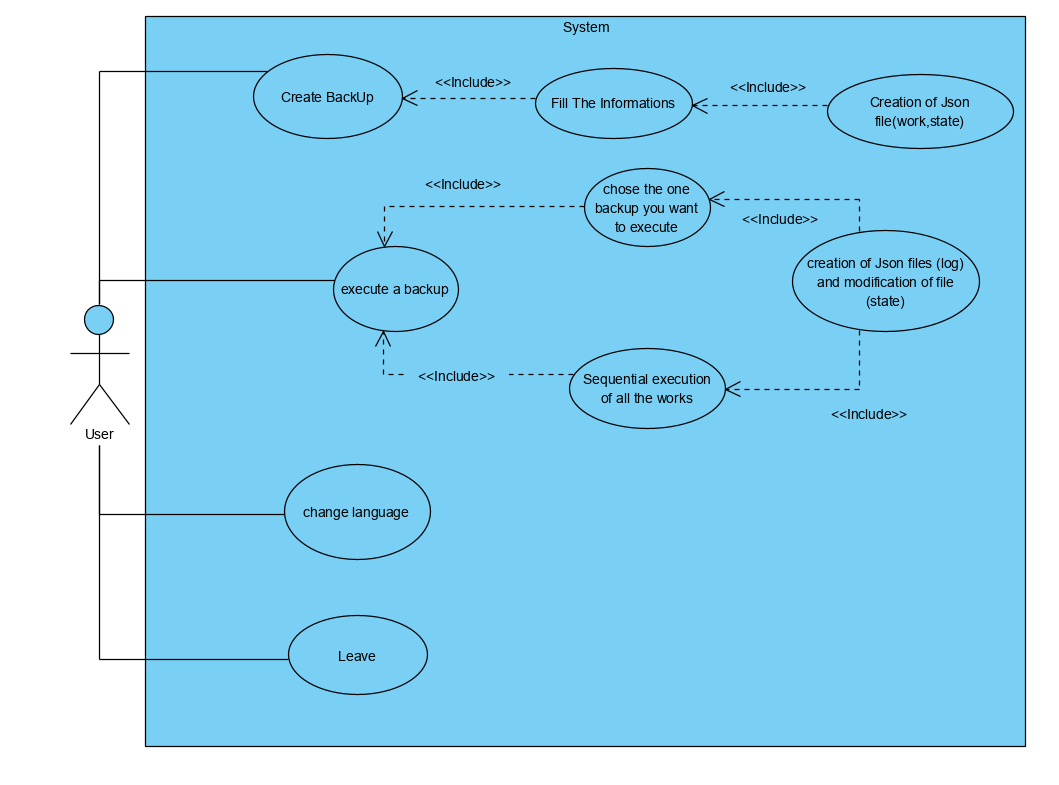 System
Create BackUp
<<Include>>
Fill The Informations
<<Include>>
Creation of Json
file(work,state)
<<Include>>
chose the one
backup you want
to execute
<<Include>>
execute a backup
creation of Json files (log)
and modification of file
(state)
<<Include>>
Sequential execution
of all the works
<<Include>>
User
change language
Leave